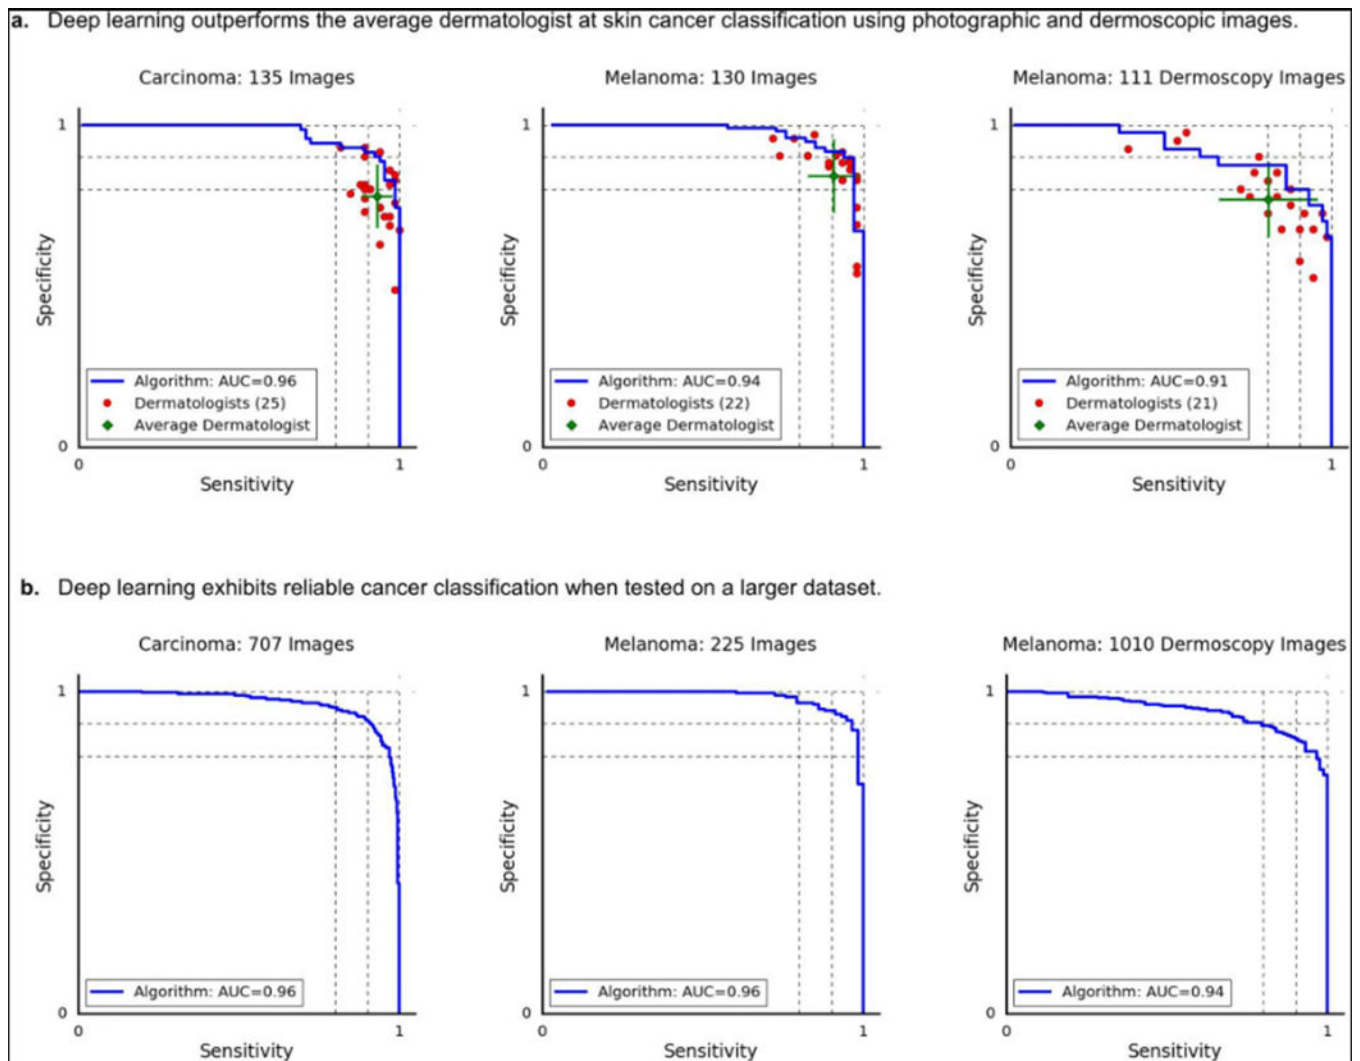 a. Deep learning outperforms the average dermatologist at skin cancer classification using photographic and dermoscopic images.
Carcinoma: 135 Images
1
Specificity
Algorithm: AUC=0.96
Dermatologists (25)
Average Dermatologist
0
0
1
Sensitivity
Melanoma: 130 Images
1
Specificity
Algorithm: AUC=0.94
Dermatologists (22)
Average Dermatologist
0
0
1
Sensitivity
Melanoma: 111 Dermoscopy Images
1
Specificity
Algorithm: AUC=0.91
Dermatologists (21)
Average Dermatologist
0
0
1
Sensitivity
b. Deep learning exhibits reliable cancer classification when tested on a larger dataset.
Carcinoma: 707 Images
1
Specificity
Algorithm: AUC=0.96
0
0
1
Sensitivity
Melanoma: 225 Images
1
Specificity
Algorithm: AUC=0.96
0
0
1
Sensitivity
Melanoma: 1010 Dermoscopy Images
1
Specificity
Algorithm: AUC=0.94
0
0
1
Sensitivity